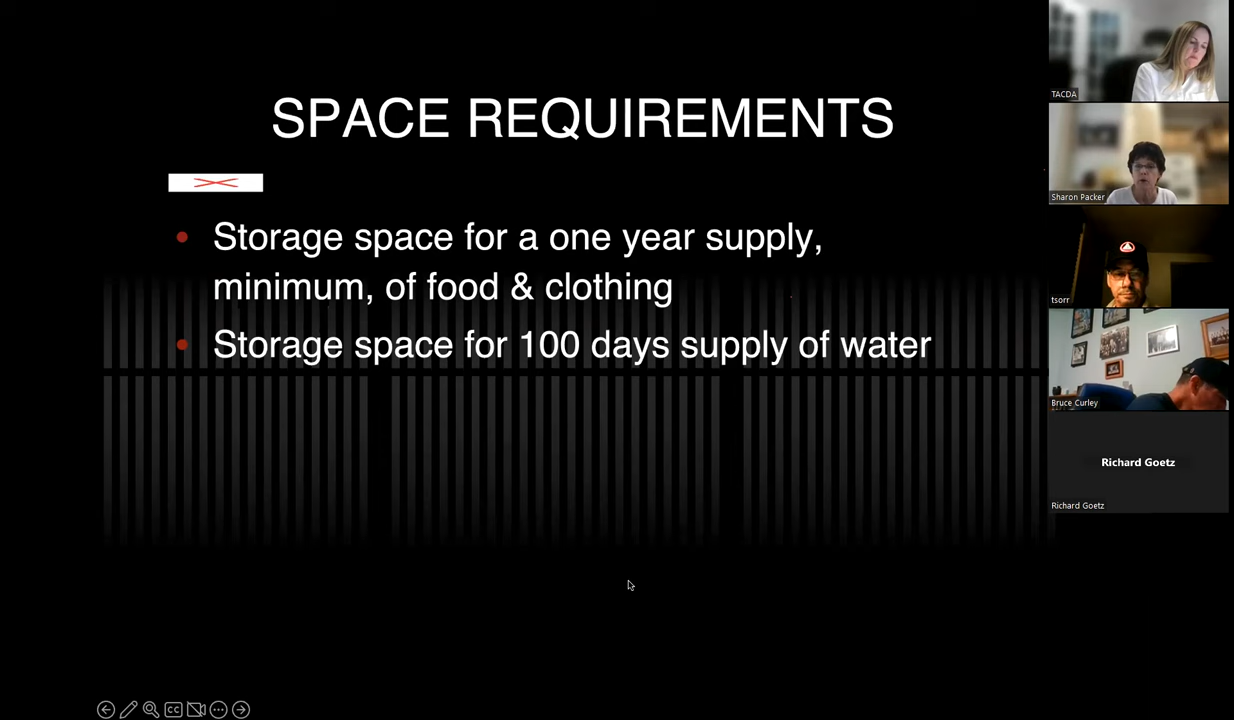 SPACE REQUIREMENTS
Storage space for a one year supply,
minimum, of food & clothing
Storage space for 100 days supply of water
TACDA
Sharon Packer
tsorr
Bruce Curley
Richard Goetz
Richard Goetz
CC